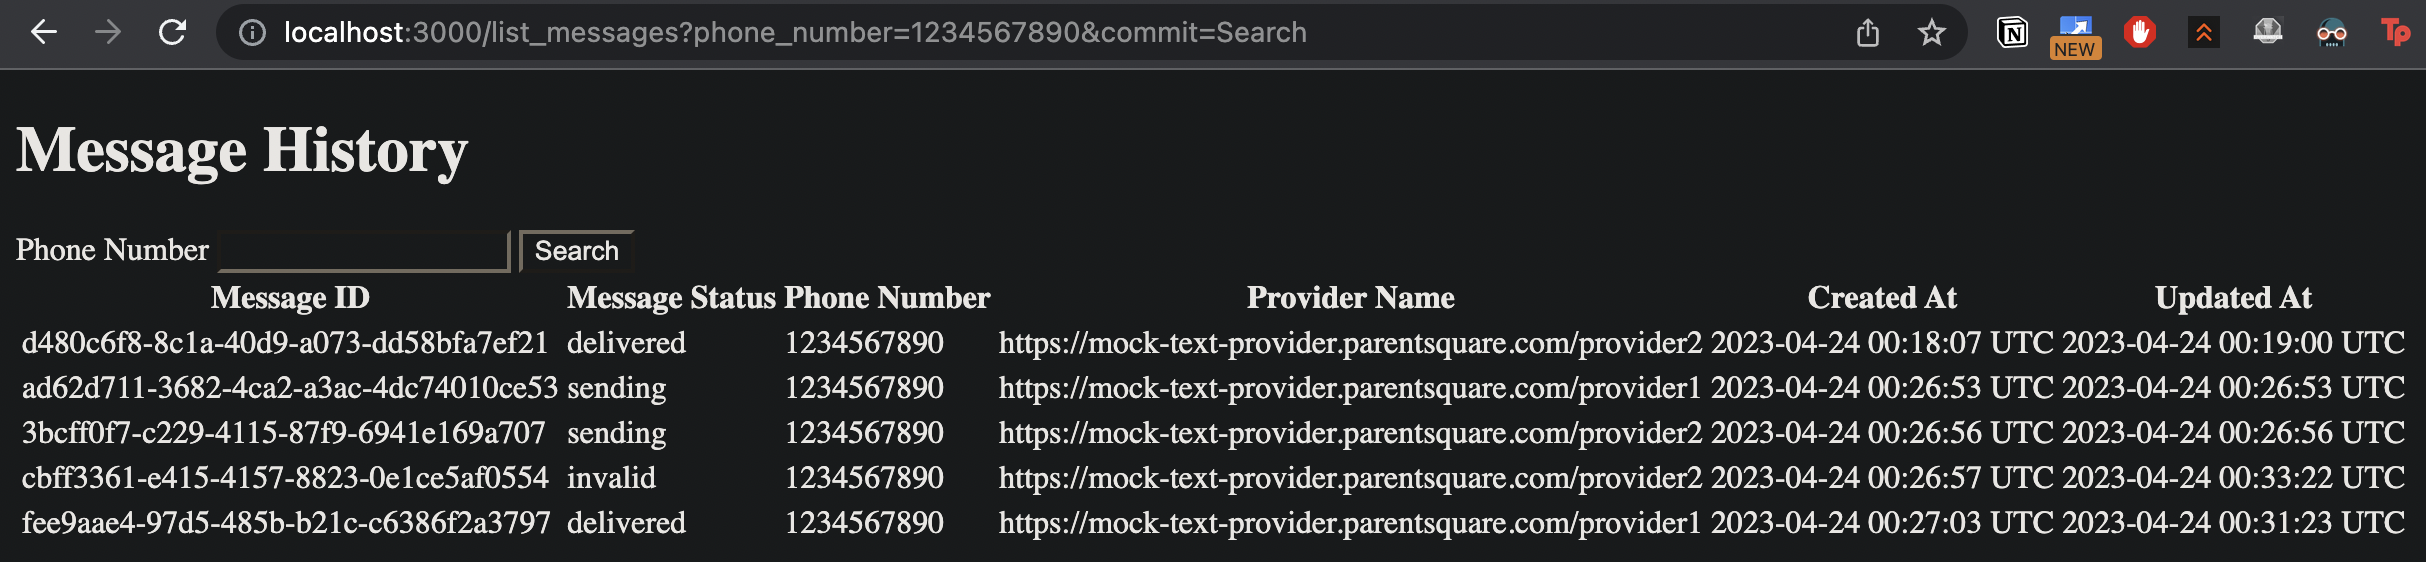 localhost:3000/list_messages?phone_number=1234567890&commit=Search
N
NEW
Tp
Message History
Phone Number Search
Message ID Message Status Phone Number Provider Name Created At Updated At
d480c6f8-8c1a-40d9-a073-dd58bfa7ef21 delivered 1234567890 https://mock-text-provider.parentsquare.com/provider2 2023-04-24 00:18:07 UTC 2023-04-24 00:19:00 UTC
ad62d711-3682-4ca2-a3ac-4dc74010ce53 sending 1234567890 https://mock-text-provider.parentsquare.com/provider1 2023-04-24 00:26:53 UTC 2023-04-24 00:26:53 UTC
3bcff0f7-c229-4115-87f9-6941e169a707 sending 1234567890 https://mock-text-provider.parentsquare.com/provider2 2023-04-24 00:26:56 UTC 2023-04-24 00:26:56 UTC
cbff3361-e415-4157-8823-0e1ce5af0554 invalid 1234567890 https://mock-text-provider.parentsquare.com/provider2 2023-04-24 00:26:57 UTC 2023-04-24 00:33:22 UTC
fee9aae4-97d5-485b-b21c-c6386f2a3797 delivered 1234567890 https://mock-text-provider.parentsquare.com/provider1 2023-04-24 00:27:03 UTC 2023-04-24 00:31:23 UTC